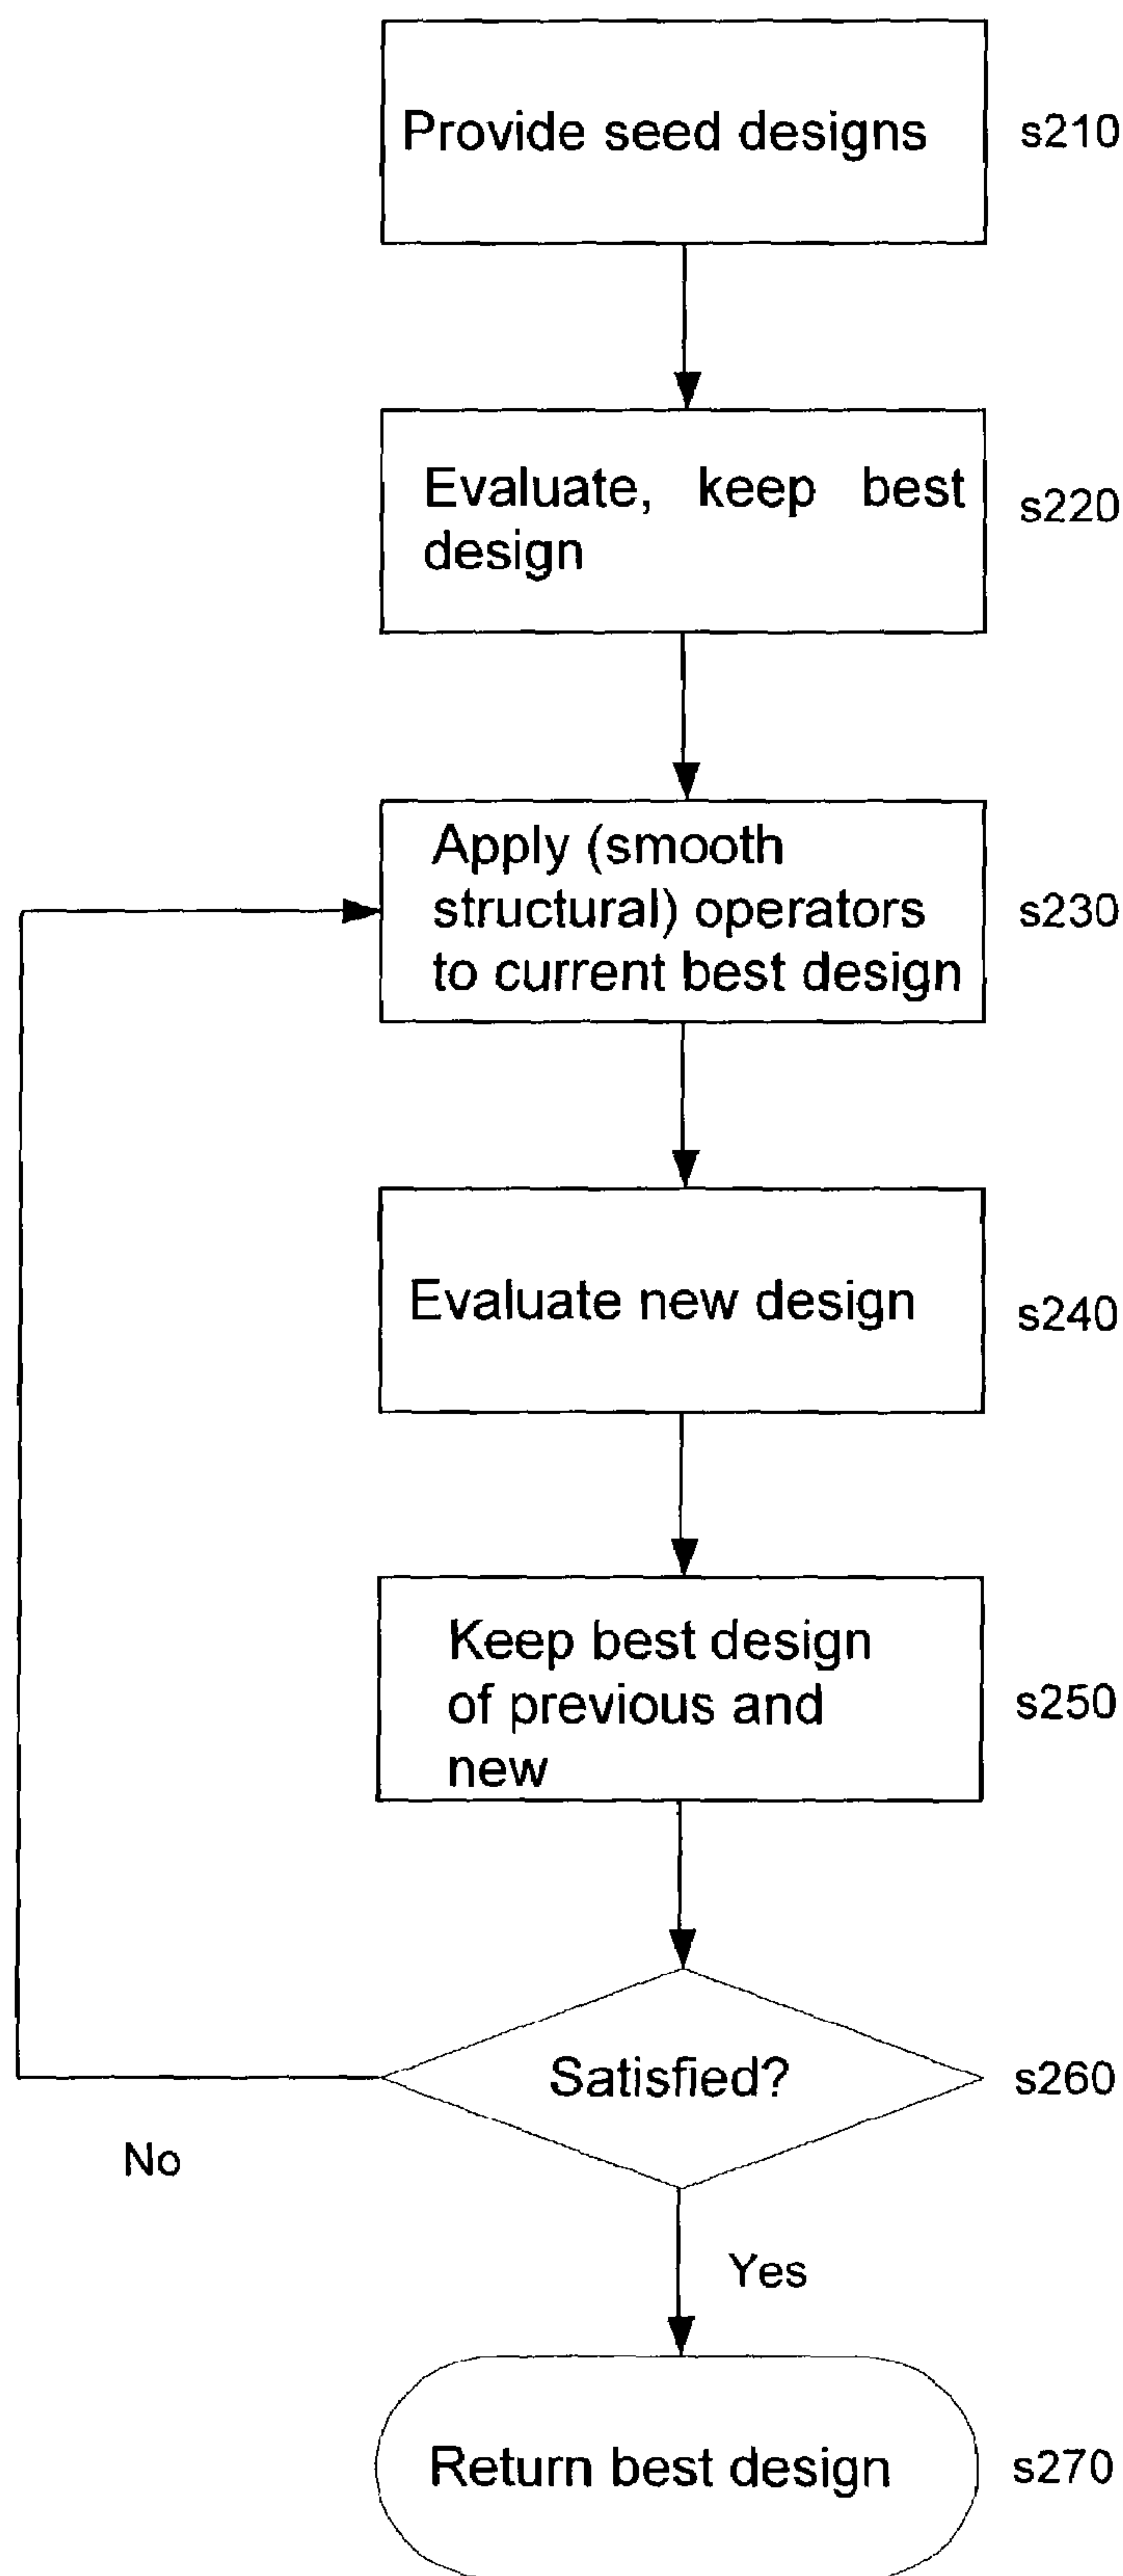 Provide seed designs
s210
Evaluate, keep best
design
s220
Apply (smooth
structural) operators
to current best design
s230
Evaluate new design
s240
Keep best design
of previous and
new
s250
Satisfied?
s260
No
Yes
Return best design
s270